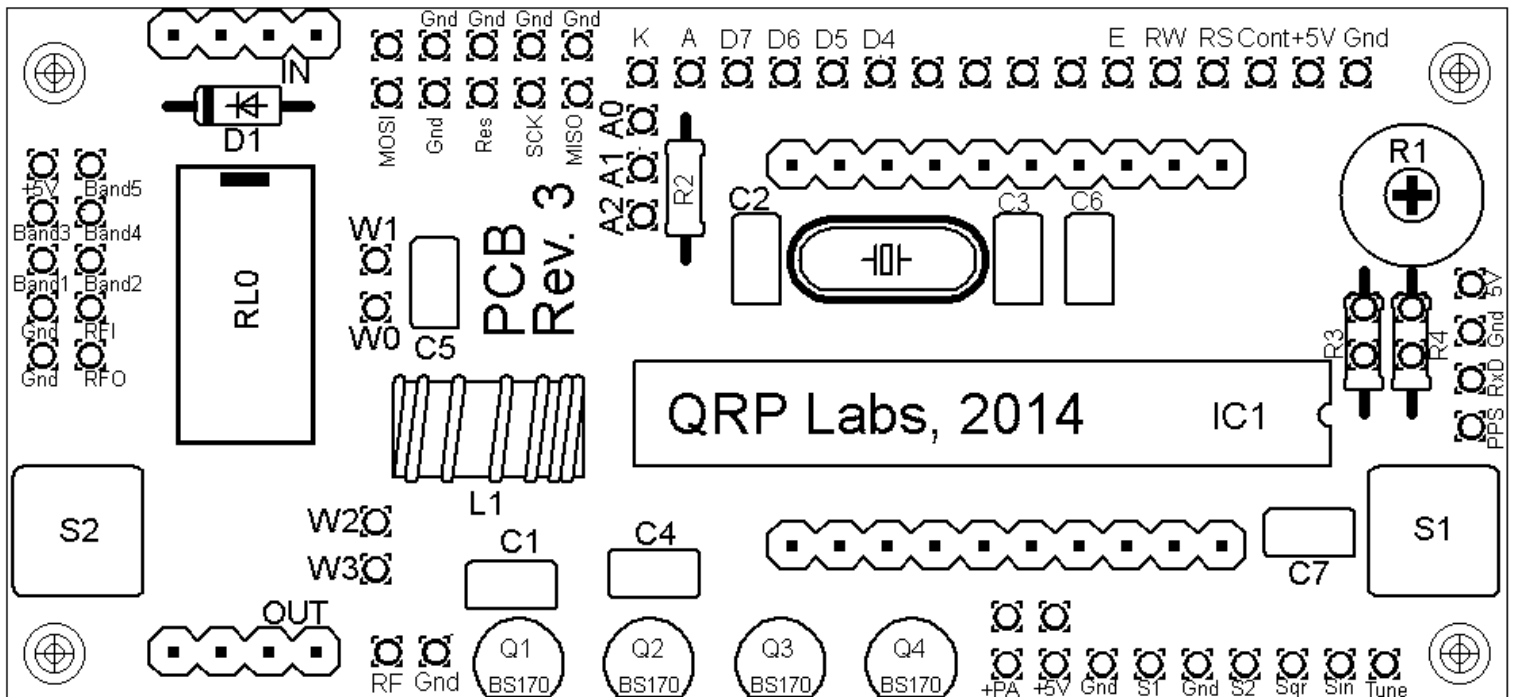 Gnd Gnd Gnd Gnd
K A D7 D6 D5 D4 E RW RS Cont +5V Gnd
IN
D1
MOSI Gnd Res SCK MISO
A0
A1
A2
R2
R1
+5V Band5
Band3 Band4
Band1 Band2
Gnd RFI
Gnd RFO
RL0
W1
W0
C5
PCB
Rev. 3
C2
C3
C6
5V
Gnd
RxD
PPS
R3
R4
QRP Labs, 2014
IC1
L1
S2
W2
W3
C1
C4
C7
S1
OUT
RF Gnd
Q1
BS170
Q2
BS170
Q3
BS170
Q4
BS170
+PA +5V Gnd S1 Gnd S2 Sqr Sin Tune